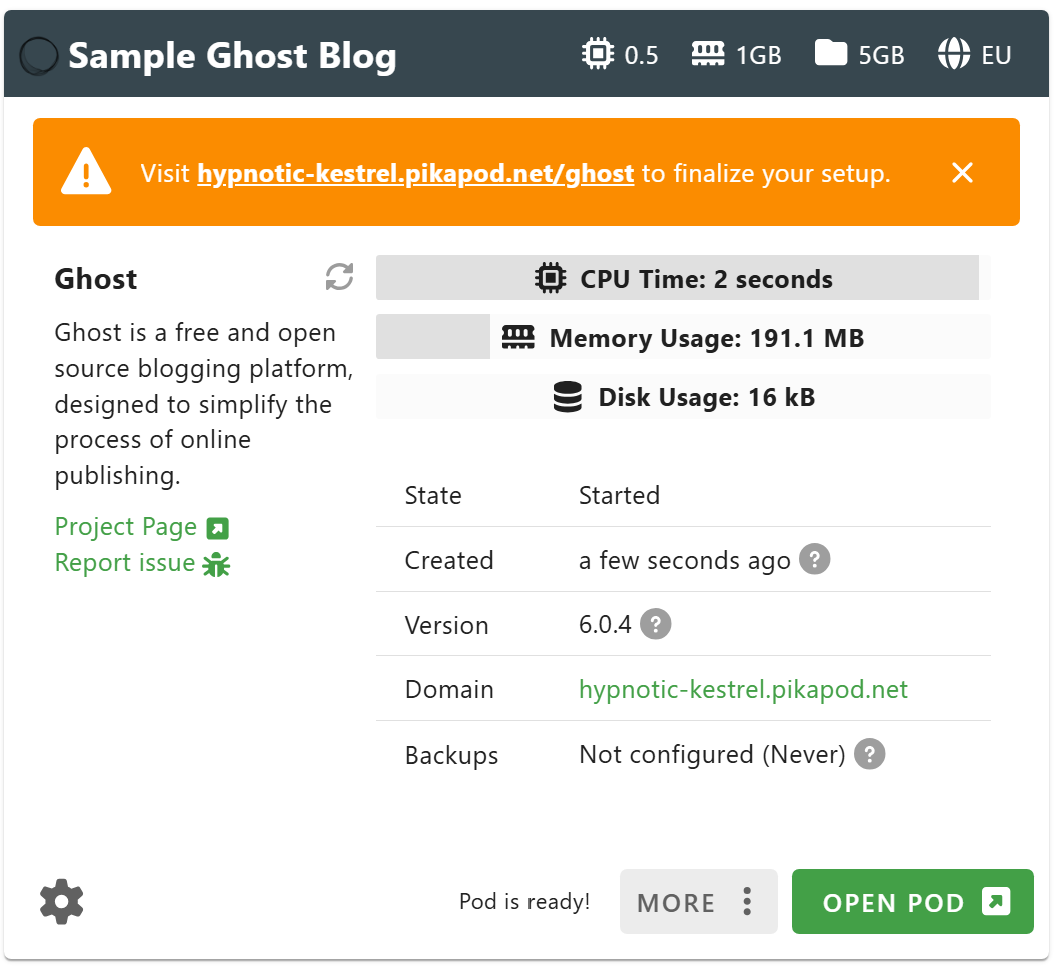 Sample Ghost Blog 0.5 1GB 5GB EU
Visit hypnotic-kestrel.pikapod.net/ghost to finalize your setup.
Ghost
Ghost is a free and open
source blogging platform,
designed to simplify the
process of online
publishing.
Project Page
Report issue
CPU Time: 2 seconds
Memory Usage: 191.1 MB
Disk Usage: 16 kB
State Started
Created a few seconds ago ?
Version 6.0.4 ?
Domain hypnotic-kestrel.pikapod.net
Backups Not configured (Never) ?
Pod is ready! MORE OPEN POD